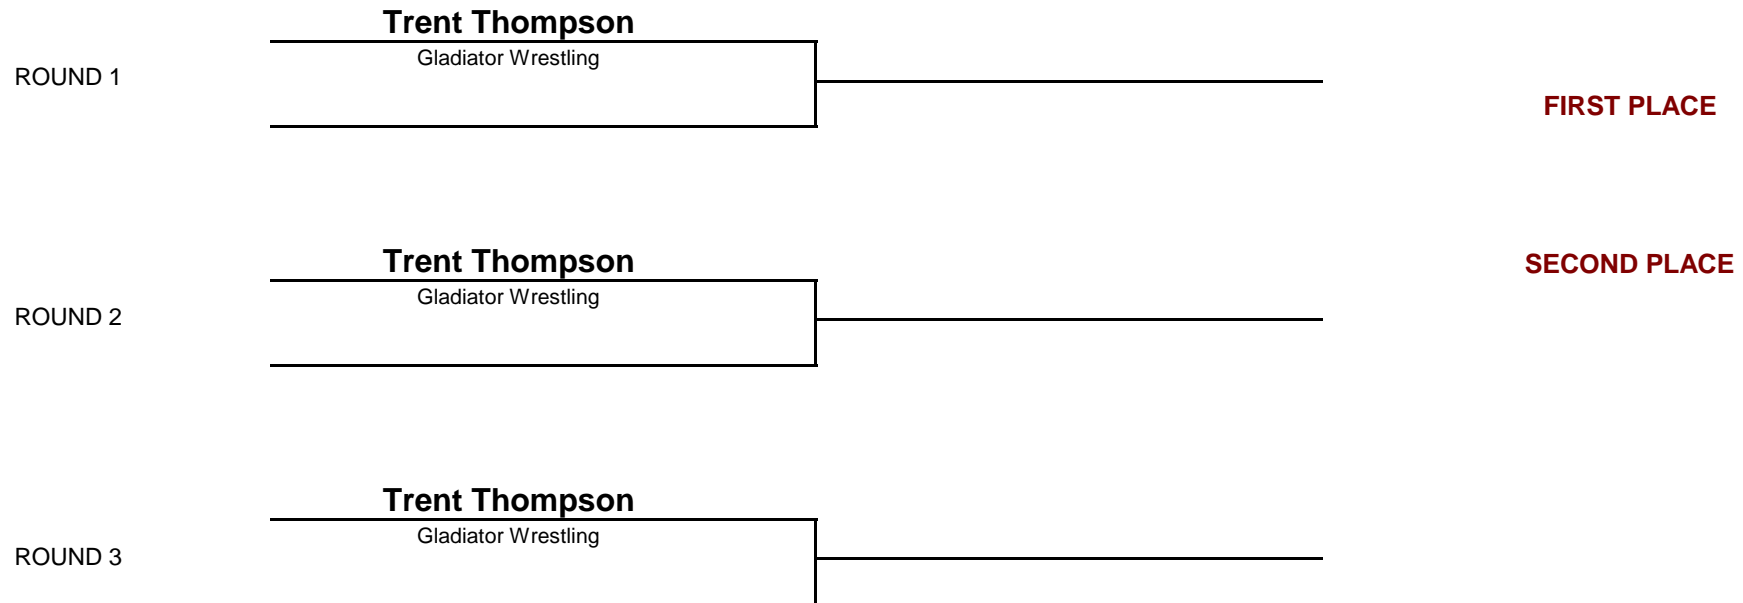 Trent Thompson
Gladiator Wrestling
ROUND 1
FIRST PLACE
Trent Thompson
SECOND PLACE
Gladiator Wrestling
ROUND 2
Trent Thompson
Gladiator Wrestling
ROUND 3